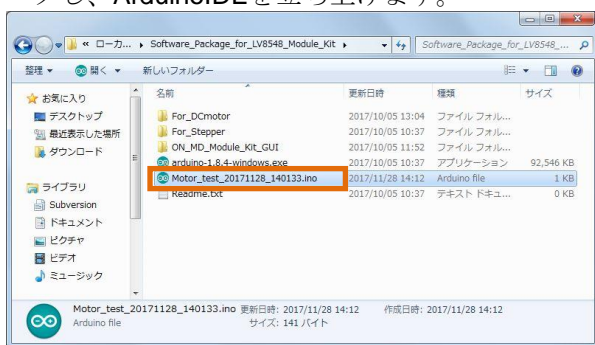 クし、ArduinoIDEを立ち上げます。
« ローカ... ▸ Software_Package_for_LV8548_Module_Kit ▸
Software_Package_for_LV8548_...
整理 ▼ 開く ▼ 新しいフォルダー
名前 更新日時 種類 サイズ
お気に入り
デスクトップ
最近表示した場所
ダウンロード
ライブラリ
Subversion
ドキュメント
ピクチャ
ビデオ
ミュージック
For_DCmotor 2017/10/05 13:04 ファイル フォル...
For_Stepper 2017/10/05 10:37 ファイル フォル...
ON_MD_Module_Kit_GUI 2017/10/05 11:52 ファイル フォル...
arduino-1.8.4-windows.exe 2017/10/05 10:37 アプリケーション 92,546 KB
Motor_test_20171128_140133.ino 2017/11/28 14:12 Arduino file 1 KB
Readme.txt 2017/10/05 10:37 テキスト ドキュ... 0 KB
Motor_test_20171128_140133.ino 更新日時: 2017/11/28 14:12 作成日時: 2017/11/28 14:12
Arduino file サイズ: 141 バイト